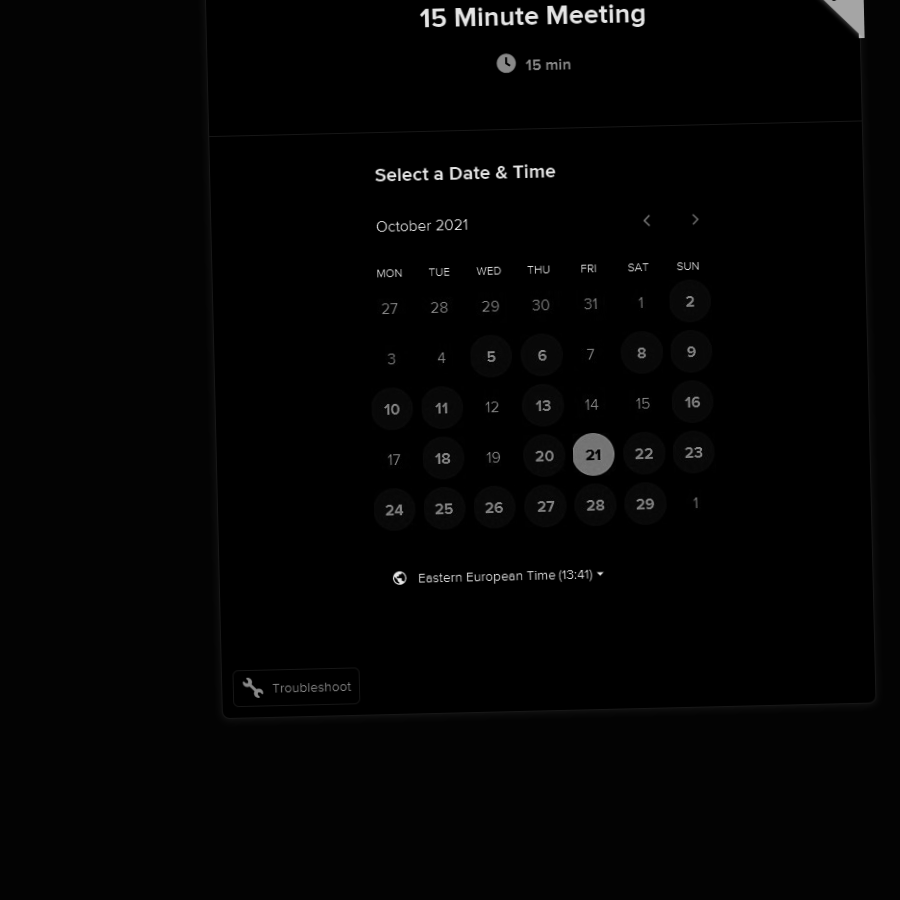 15 Minute Meeting
15 min
Select a Date & Time
October 2021
MON TUE WED THU FRI SAT SUN
27 28 29 30 31 1 2
3 4 5 6 7 8 9
10 11 12 13 14 15 16
17 18 19 20 21 22 23
24 25 26 27 28 29 1
Eastern European Time (13:41)
Troubleshoot